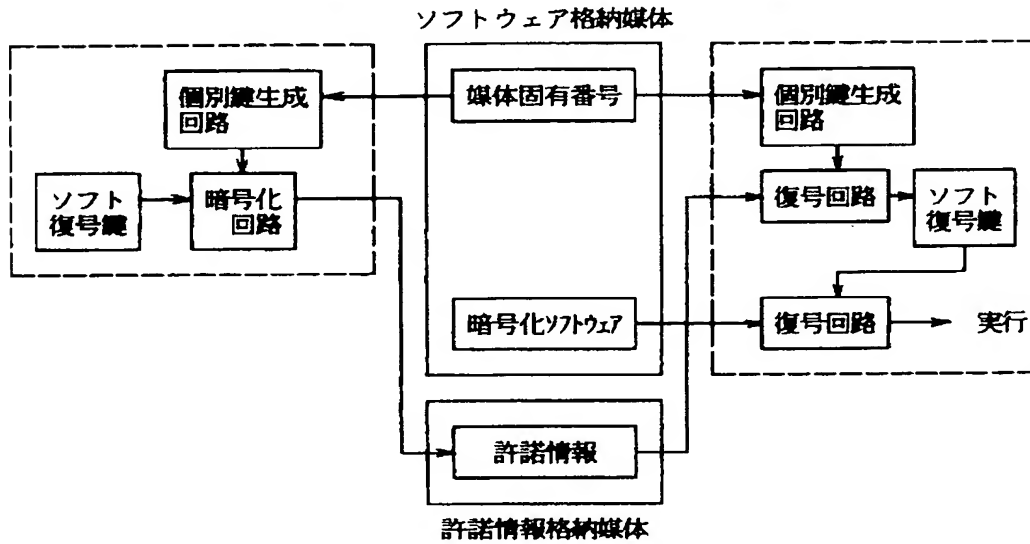 ソフトウェア格納媒体
個別鍵生成
回路
媒体固有番号
個別鍵生成
回路
ソフト
復号鍵
暗号化
回路
復号回路
ソフト
復号鍵
暗号化ソフトウェア
復号回路
実行
許諾情報
許諾情報格納媒体